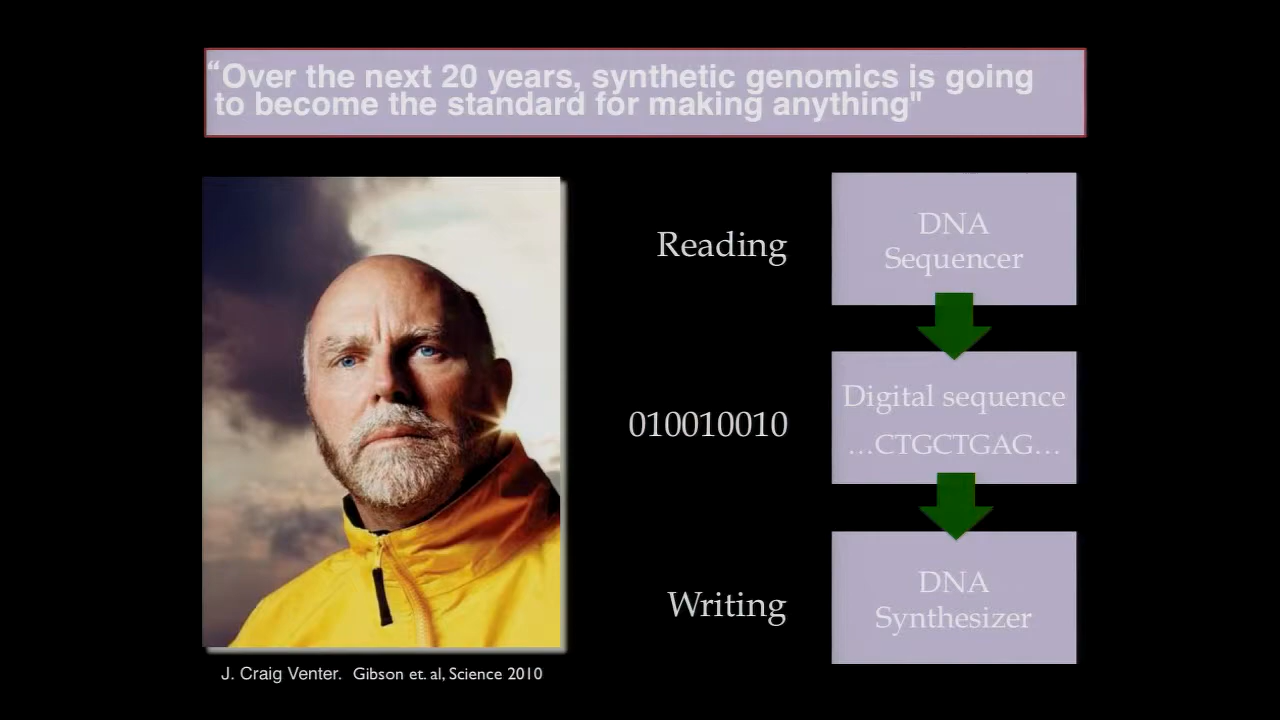 “Over the next 20 years, synthetic genomics is going
to become the standard for making anything"
Reading
DNA
Sequencer
010010010
Digital sequence
…CTGCTGAG…
Writing
DNA
Synthesizer
J. Craig Venter. Gibson et. al, Science 2010